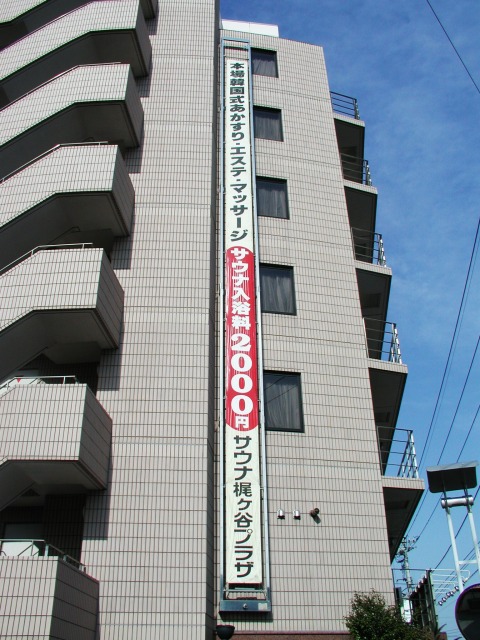 本場韓国式あかすり・エステ・マッサージ
サウナ入浴料2000円
サウナ梶ヶ谷プラザ